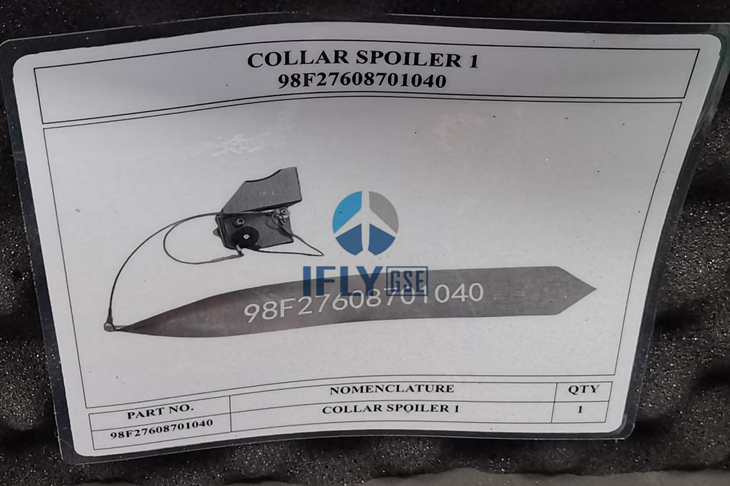 COLLAR SPOILER 1
98F27608701040
IFLY GSE
98F27608701040
PART NO. NOMENCLATURE QTY
98F27608701040 COLLAR SPOILER 1 1